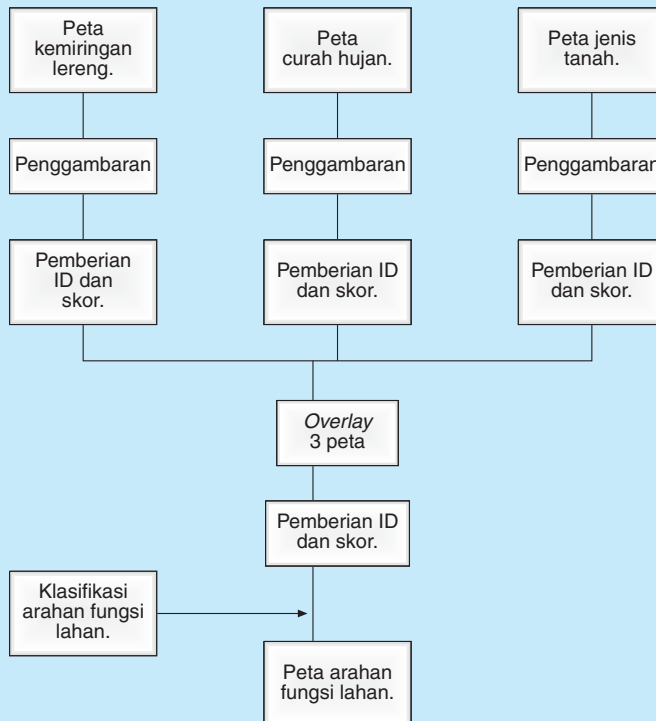 Peta
kemiringan
lereng.
Peta
curah hujan.
Peta jenis
tanah.
Penggambaran
Penggambaran
Penggambaran
Pemberian
ID dan
skor.
Pemberian ID
dan skor.
Pemberian ID
dan skor.
Overlay
3 peta
Pemberian ID
dan skor.
Klasifikasi
arahan fungsi
lahan.
Peta arahan
fungsi lahan.